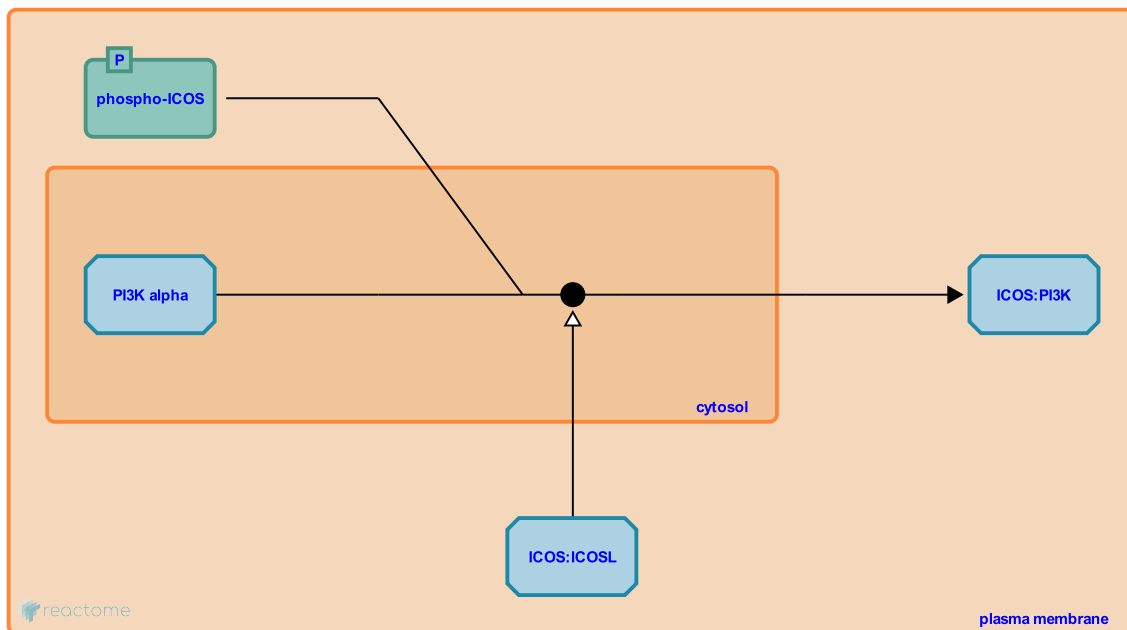 P
phospho-ICOS
PI3K alpha
ICOS:PI3K
cytosol
ICOS:ICOSL
reactome
plasma membrane